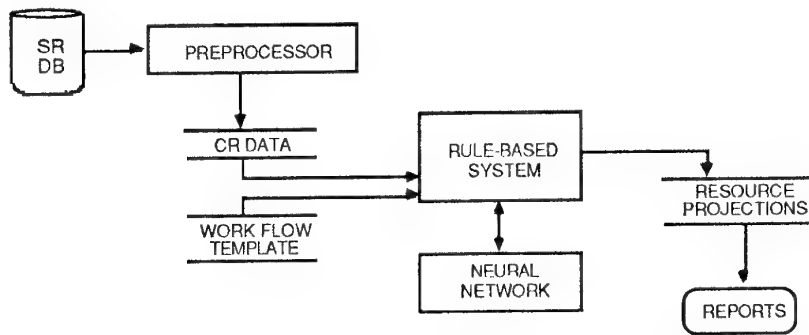 SR
DB
PREPROCESSOR
CR DATA
WORK FLOW
TEMPLATE
RULE-BASED
SYSTEM
NEURAL
NETWORK
RESOURCE
PROJECTIONS
REPORTS